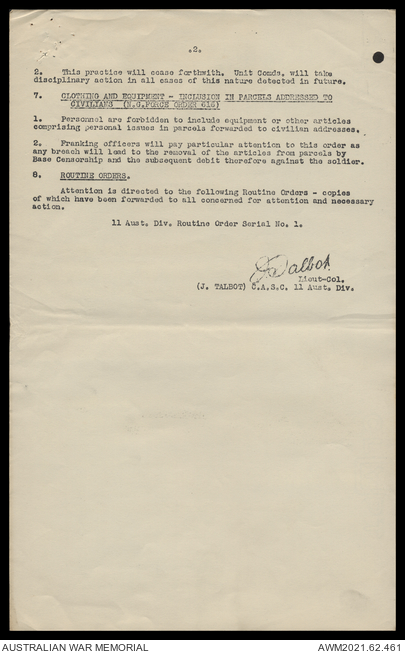 .2.
2. This practice will cease forthwith. Unit Comds. will take
disciplinary action in all cases of this nature detected in future.
7. CLOTHING AND EQUIPMENT - INCLUSION IN PARCELS ADDRESSED TO
CIVILIANS (N.G.FORCE ORDER 616)
1. Personnel are forbidden to include equipment or other articles
comprising personal issues in parcels forwarded to civilian addresses.
2. Franking officers will pay particular attention to this order as
any breach will lead to the removal of the articles from parcels by
Base Censorship and the subsequent debit therefore against the soldier.
8. ROUTINE ORDERS.
Attention is directed to the following Routine Orders - copies
of which have been forwarded to all concerned for attention and necessary
action.
11 Aust. Div. Routine Order Serial No. 1.
J Talbot
Lieut-Col.
(J. TALBOT) C.A.S.C. 11 Aust. Div.
AUSTRALIAN WAR MEMORIAL
AWM2021.62.461